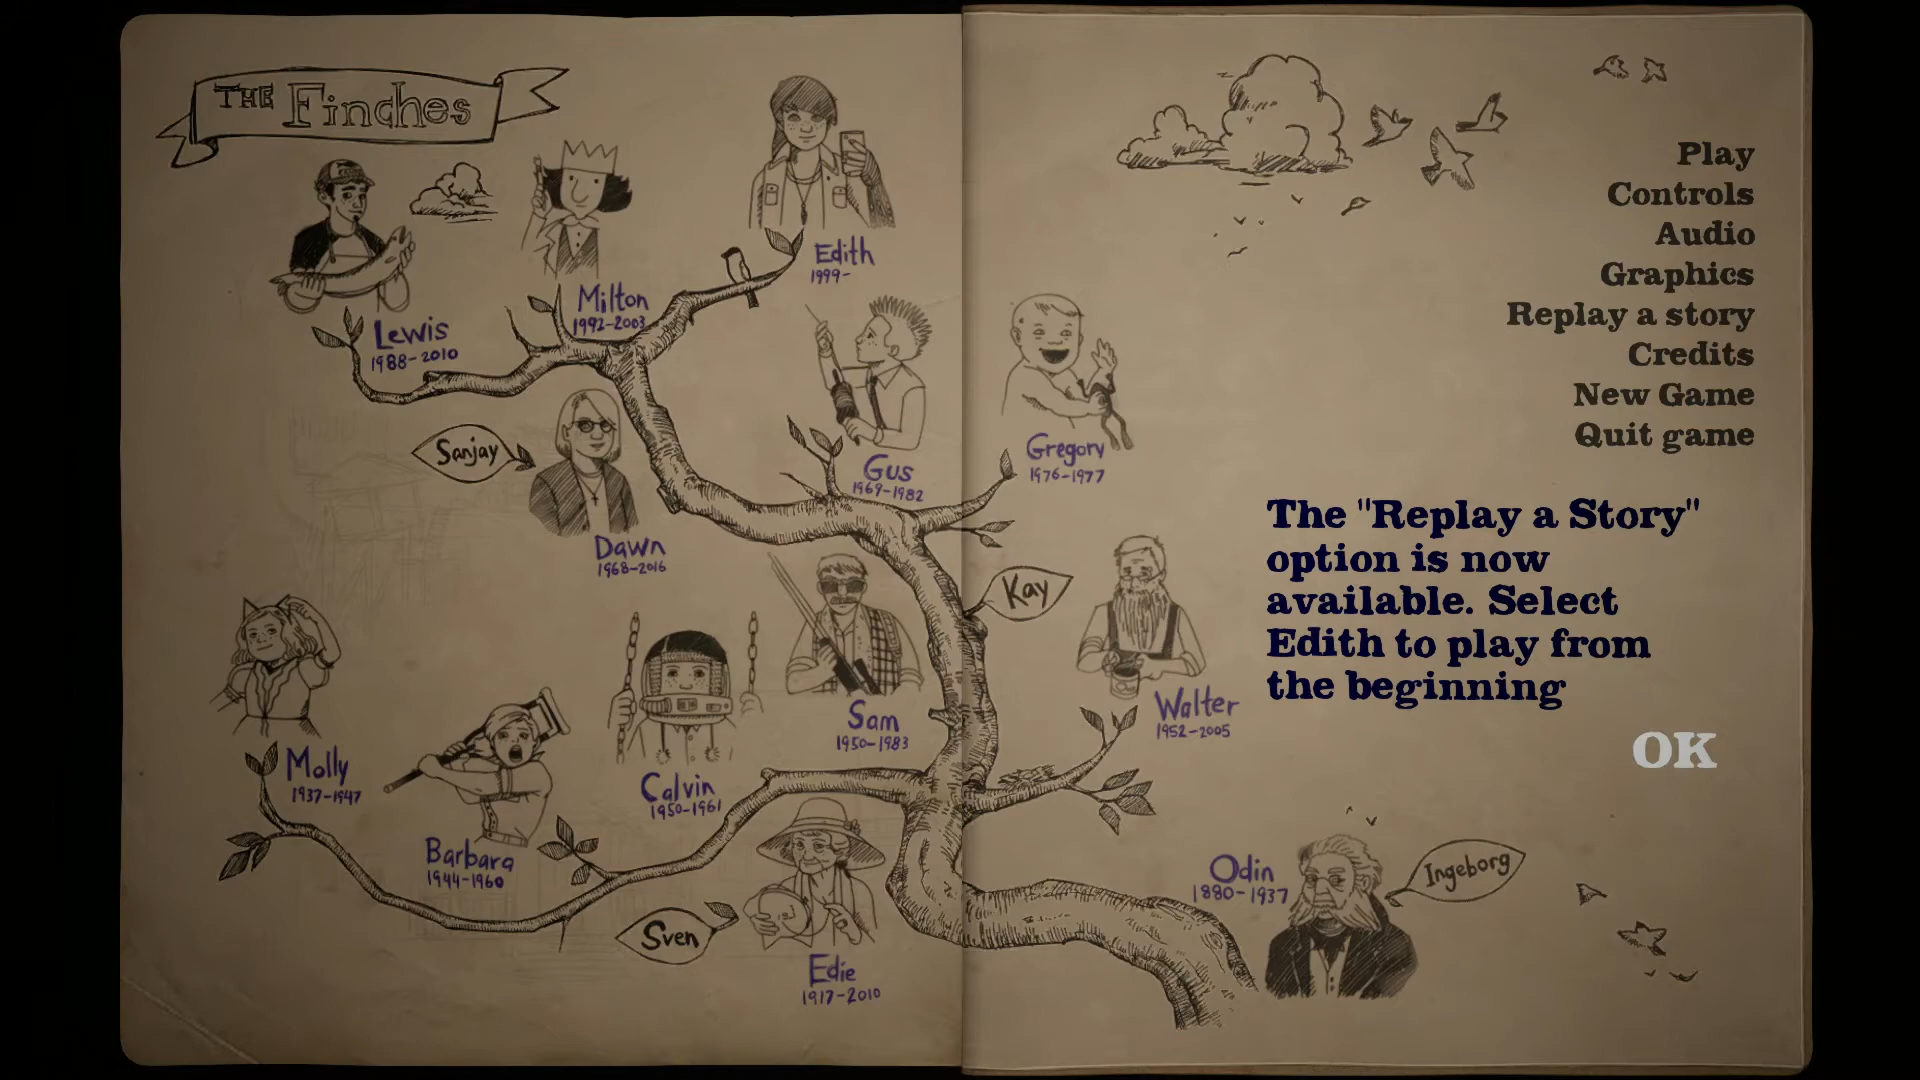 THE Finches
Edith
1999-
Milton
1992-2003
Lewis
1988-2010
Gus
1969-1982
Gregory
1976-1977
Sanjay
Dawn
1968-2016
Kay
Sam
1950-1983
Walter
1952-2005
Molly
1937-1947
Calvin
1950-1961
Barbara
1944-1960
Sven
Edie
1917-2010
Odin
1880-1937
Ingeborg
Play
Controls
Audio
Graphics
Replay a story
Credits
New Game
Quit game
The "Replay a Story"
option is now
available. Select
Edith to play from
the beginning
OK